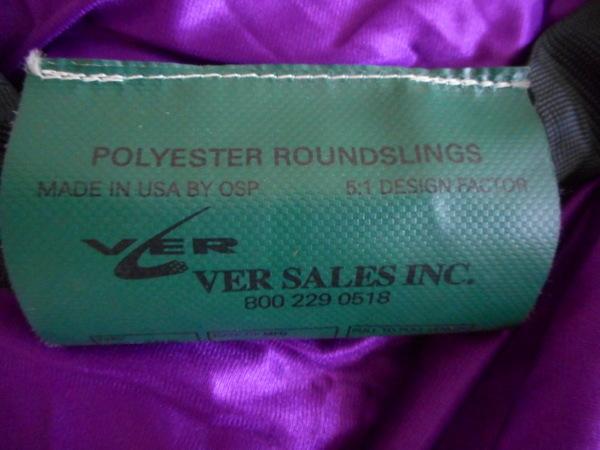 POLYESTER ROUNDSLINGS
MADE IN USA BY OSP 5:1 DESIGN FACTOR
VER
VER SALES INC.
800 229 0518